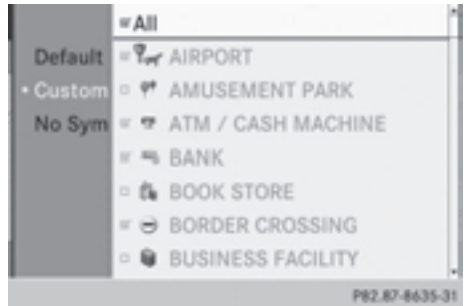 All
Default
AIRPORT
Custom
AMUSEMENT PARK
No Sym
ATM / CASH MACHINE
BANK
BOOK STORE
BORDER CROSSING
BUSINESS FACILITY
P82.87-8635-31